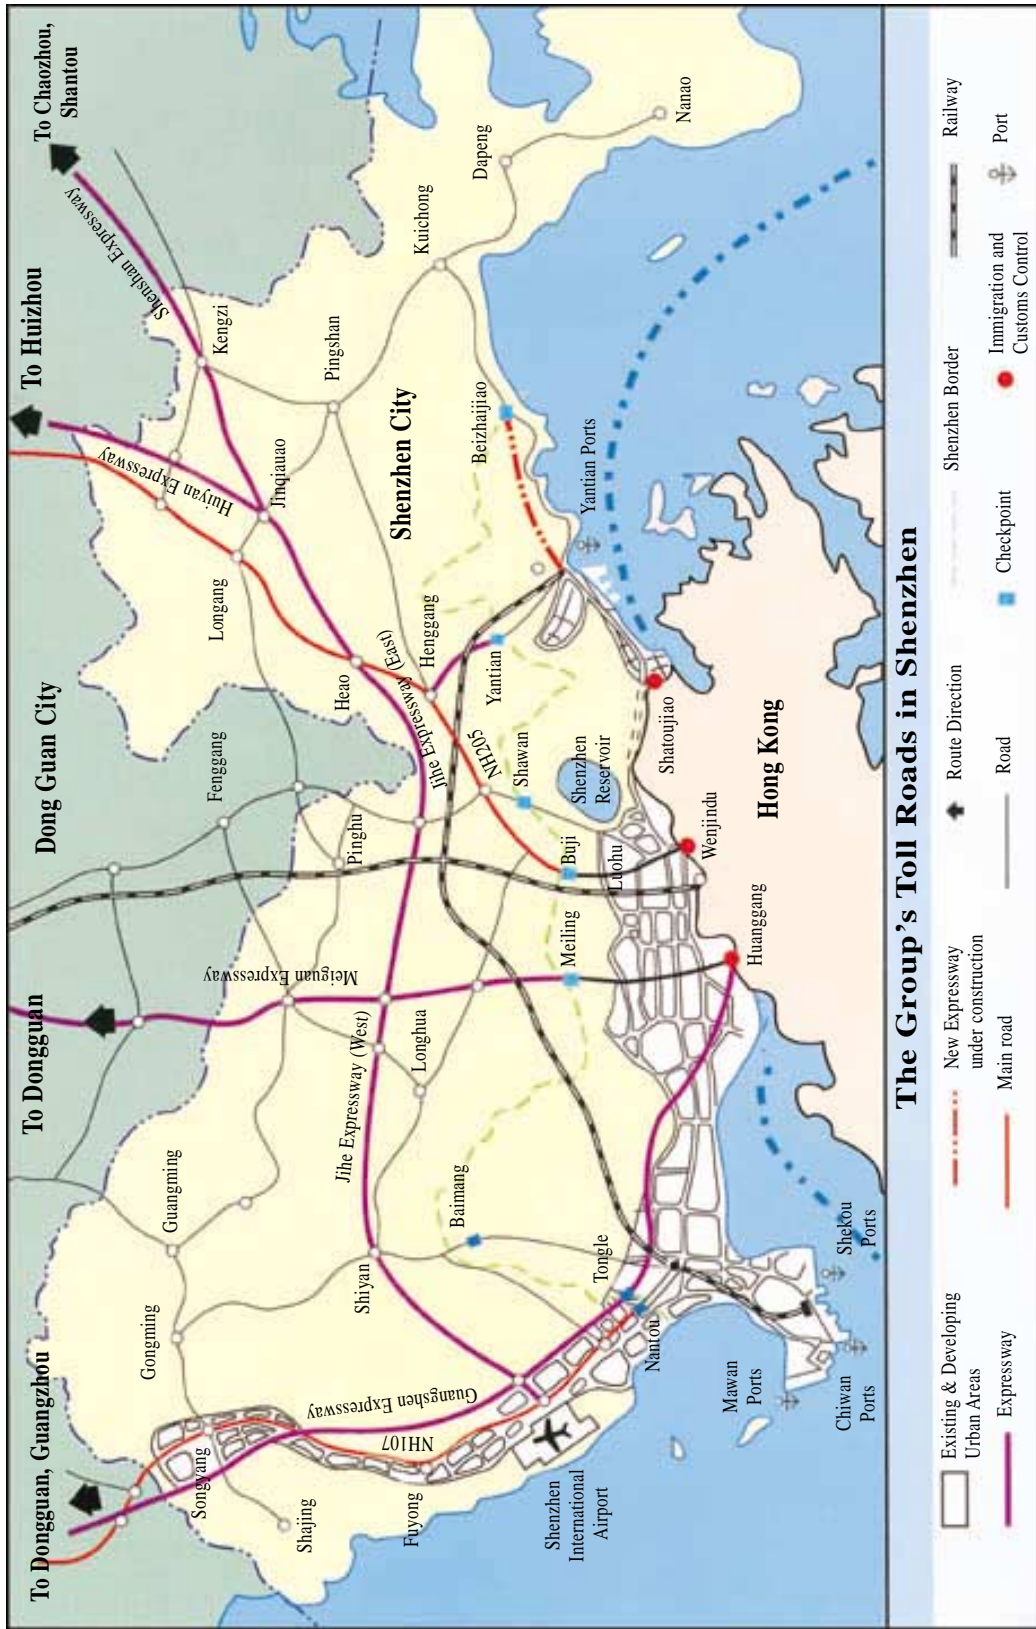 To Dongguan, Guangzhou
To Dongguan
Dong Guan City
To Huizhou
To Chaozhou,
Shantou
Shenshan Expressway
Huiyan Expressway
Kengzi
Longang
Fenggang
Guangming
Gongming
Songyang
Shajing
Jinqiauao
Pingshan
Heao
Pinghu
Meiguan Expressway
Jihe Expressway (West)
Jihe Expressway (East)
Shiyan
Guangshen Expressway
NH107
Fuyong
Shenzhen City
Kuichong
Dapeng
Nanao
Henggang
NH205
Longhua
Baimang
Beizhaijiao
Yantian
Shawan
Shenzhen
Reservoir
Buji
Meiling
Tongle
Nantou
Shenzhen
International
Airport
Yantian Ports
Luohu
Shatoujiao
Wenjindu
Huanggang
Hong Kong
Mawan
Ports
Chiwan
Ports
Shekou
Ports
The Group's Toll Roads in Shenzhen
Existing & Developing
Urban Areas
New Expressway
under construction
Route Direction
Shenzhen Border
Railway
Expressway
Main road
Road
Checkpoint
Immigration and
Customs Control
Port